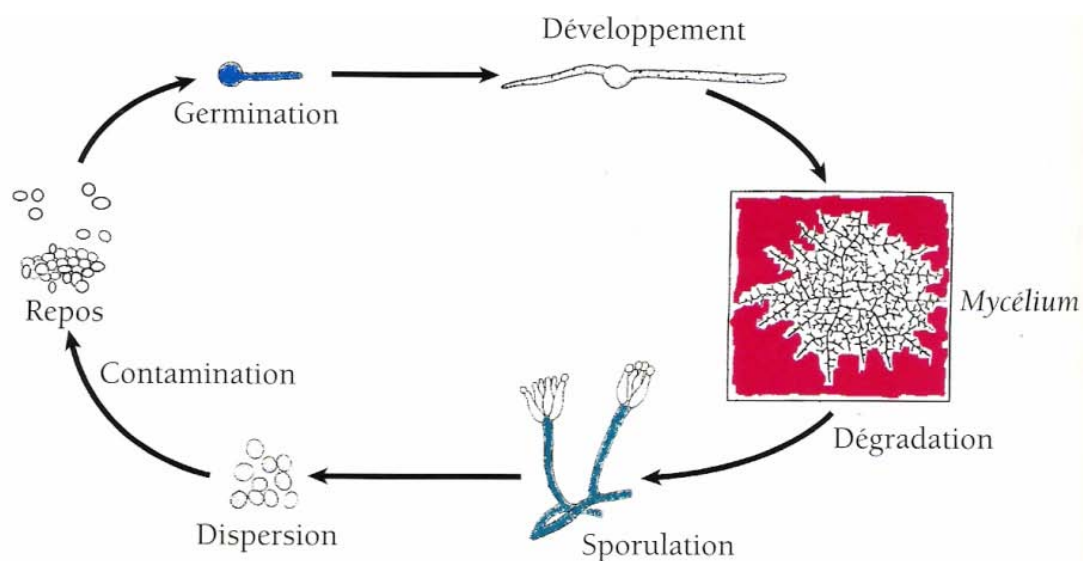 Développement
Germination
Mycélium
Repos
Contamination
Dégradation
Dispersion
Sporulation